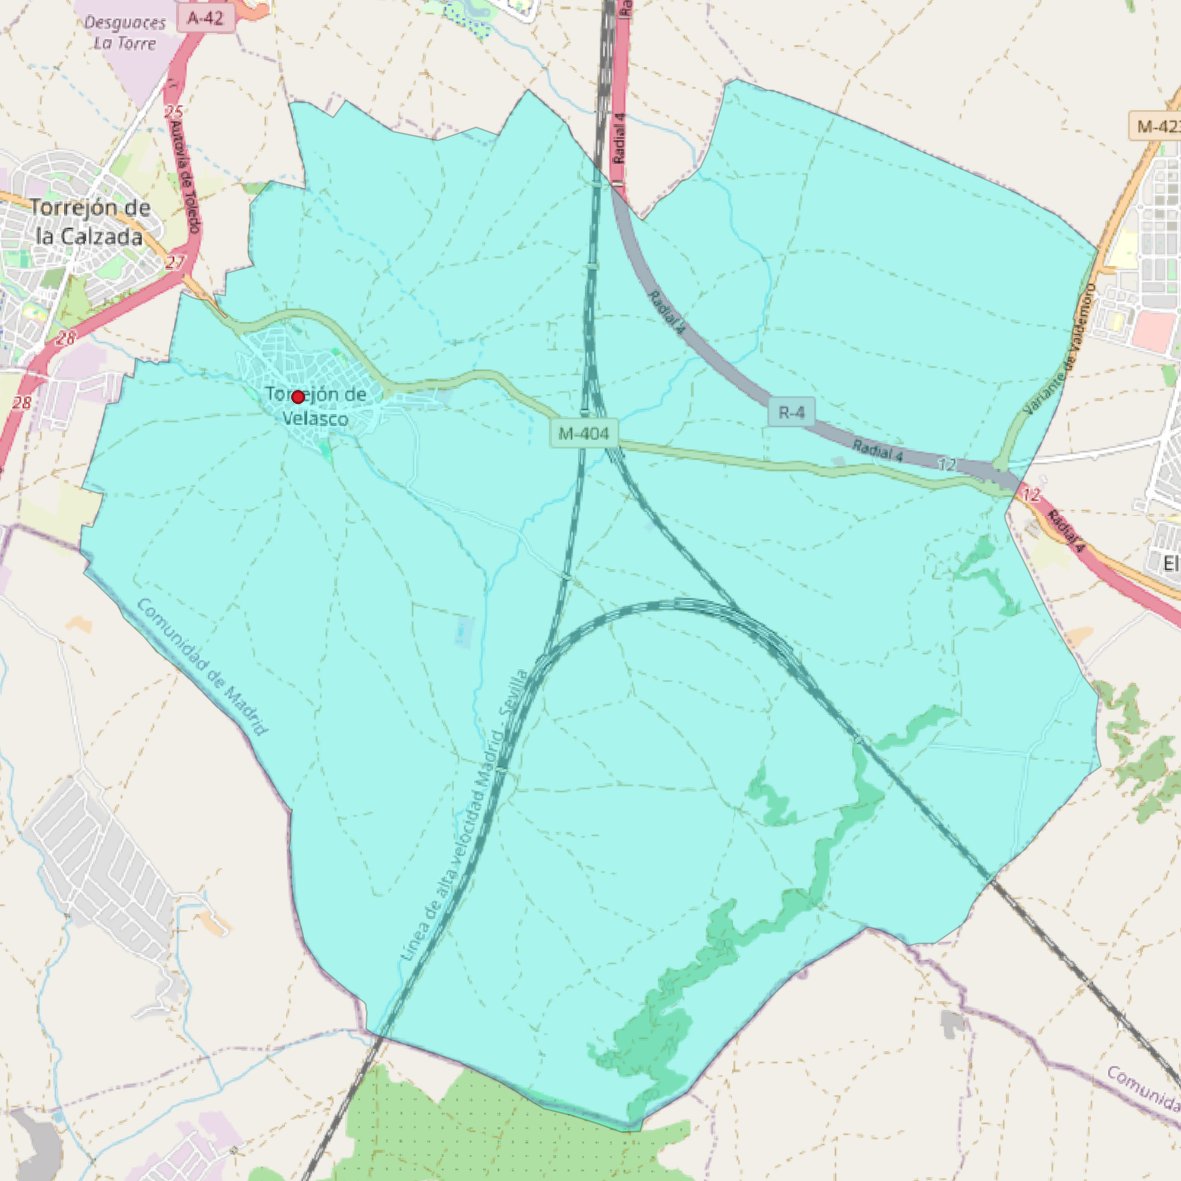 Desguaces
La Torre
A-42
Ra
25
Autovía de Toledo
Radial 4
M-423
Torrejón de
la Calzada
27
28
28
Radial 4
Variante de Valdemoro
Torrejón de
Velasco
R-4
M-404
Radial 4
12
12
Radial 4
El
Comunidad de Madrid
Línea de alta velocidad Madrid - Sevilla
Comunida